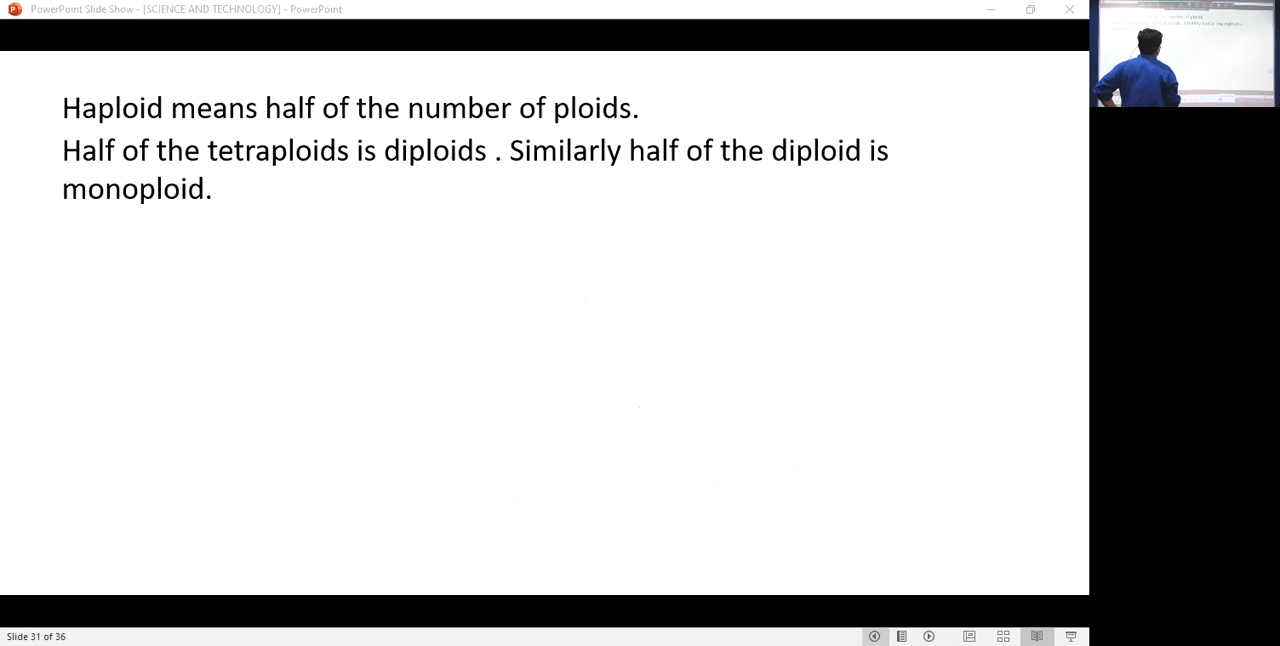 PowerPoint Slide Show - [SCIENCE AND TECHNOLOGY] - PowerPoint
Haploid means half of the number of ploids.
Half of the tetraploids is diploids . Similarly half of the diploid is
monoploid.
Slide 31 of 36